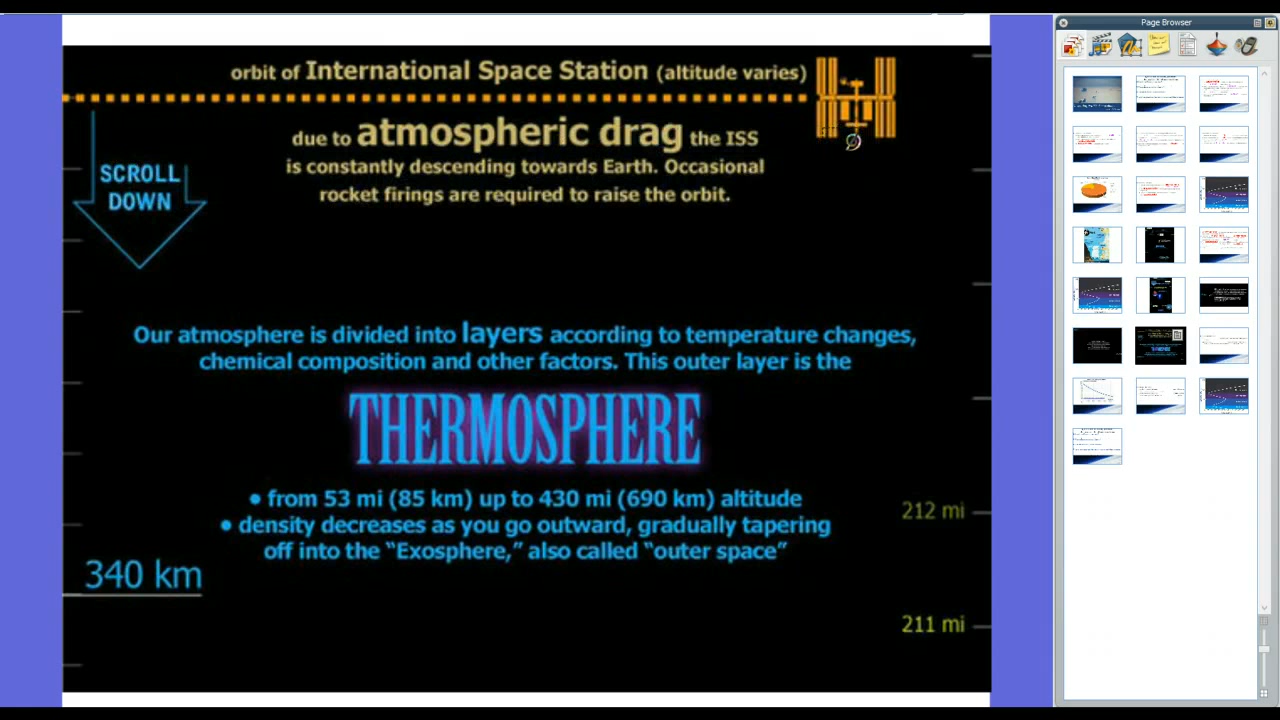 Page Browser
orbit of International Space Station (altitude varies)
due to atmospheric drag the ISS
is constantly descending towards Earth. Occasional
rocket firings are required to raise the orbit.
SCROLL
DOWN
Our atmosphere is divided into layers according to temperature changes,
chemical composition and other factors. This outer layer is the
THERMOSPHERE
• from 53 mi (85 km) up to 430 mi (690 km) altitude
• density decreases as you go outward, gradually tapering
off into the “Exosphere,” also called “outer space”
212 mi
340 km
211 mi